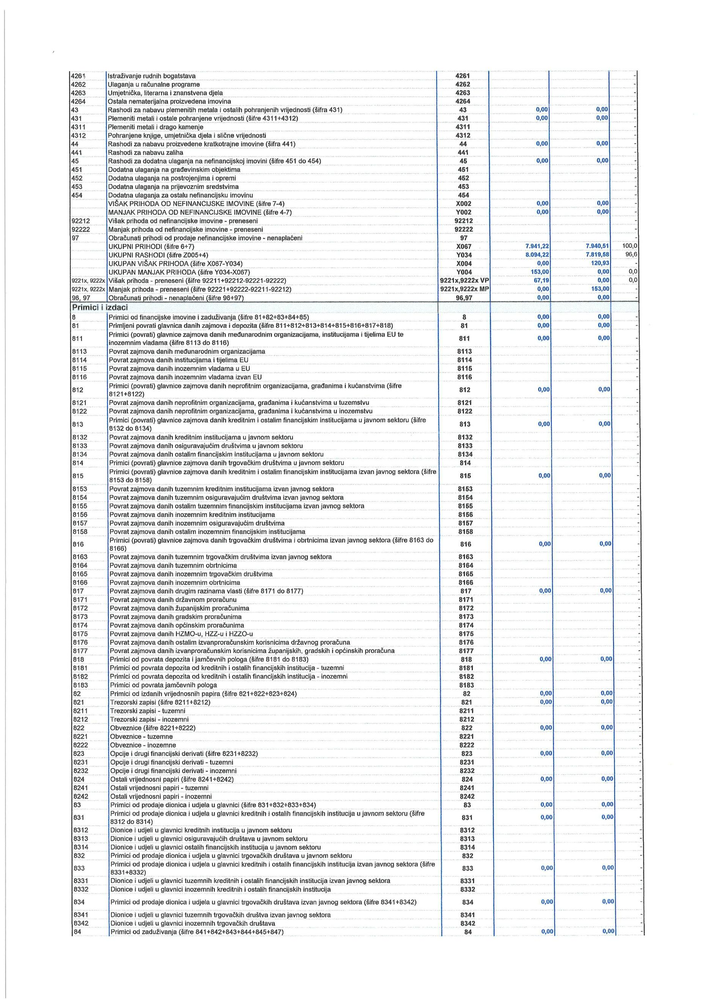 4261 Istraživanje rudnih bogatstava 4261 -
4262 Ulaganja u računalne programe 4262 -
4263 Umjetnička, literarna i znanstvena djela 4263 -
4264 Ostala nematerijalna proizvedena imovina 4264 -
43 Rashodi za nabavu plemenitih metala i ostalih pohranjenih vrijednosti (šifra 431) 43 0,00 0,00 -
431 Plemeniti metali i ostale pohranjene vrijednosti (šifre 4311+4312) 431 0,00 0,00 -
4311 Plemeniti metali i drago kamenje 4311 -
4312 Pohranjene knjige, umjetnička djela i slične vrijednosti 4312 -
44 Rashodi za nabavu proizvedene kratkotrajne imovine (šifra 441) 44 0,00 0,00 -
441 Rashodi za nabavu zaliha 441 -
45 Rashodi za dodatna ulaganja na nefinancijskoj imovini (šifre 451 do 454) 45 0,00 0,00 -
451 Dodatna ulaganja na građevinskim objektima 451 -
452 Dodatna ulaganja na postrojenjima i opremi 452 -
453 Dodatna ulaganja na prijevoznim sredstvima 453 -
454 Dodatna ulaganja za ostalu nefinancijsku imovinu 454 -
VIŠAK PRIHODA OD NEFINANCIJSKE IMOVINE (šifre 7-4) X002 0,00 0,00 -
MANJAK PRIHODA OD NEFINANCIJSKE IMOVINE (šifre 4-7) Y002 0,00 0,00 -
92212 Višak prihoda od nefinancijske imovine - preneseni 92212 -
92222 Manjak prihoda od nefinancijske imovine - preneseni 92222 -
97 Obračunati prihodi od prodaje nefinancijske imovine - nenaplaćeni 97 -
UKUPNI PRIHODI (šifre 6+7) X067 7.941,22 7.940,51 100,0
UKUPNI RASHODI (šifre Z005+4) Y034 8.094,22 7.819,58 96,6
UKUPAN VIŠAK PRIHODA (šifre X067-Y034) X004 0,00 120,93 -
UKUPAN MANJAK PRIHODA (šifre Y034-X067) Y004 153,00 0,00 0,0
9221x, 9222x Višak prihoda - preneseni (šifre 92211+92212-92221-92222) 9221x,9222x VP 67,19 0,00 0,0
9221x, 9222x Manjak prihoda - preneseni (šifre 92221+92222-92211-92212) 9221x,9222x MP 0,00 153,00 -
96, 97 Obračunati prihodi - nenaplaćeni (šifre 96+97) 96,97 0,00 0,00 -
Primici i izdaci
8 Primici od financijske imovine i zaduživanja (šifre 81+82+83+84+85) 8 0,00 0,00 -
81 Primljeni povrati glavnica danih zajmova i depozita (šifre 811+812+813+814+815+816+817+818) 81 0,00 0,00 -
811 Primici (povrati) glavnice zajmova danih međunarodnim organizacijama, institucijama i tijelima EU te
inozemnim vladama (šifre 8113 do 8116) 811 0,00 0,00 -
8113 Povrat zajmova danih međunarodnim organizacijama 8113 -
8114 Povrat zajmova danih institucijama i tijelima EU 8114 -
8115 Povrat zajmova danih inozemnim vladama u EU 8115 -
8116 Povrat zajmova danih inozemnim vladama izvan EU 8116 -
812 Primici (povrati) glavnice zajmova danih neprofitnim organizacijama, građanima i kućanstvima (šifre
8121+8122) 812 0,00 0,00 -
8121 Povrat zajmova danih neprofitnim organizacijama, građanima i kućanstvima u tuzemstvu 8121 -
8122 Povrat zajmova danih neprofitnim organizacijama, građanima i kućanstvima u inozemstvu 8122 -
813 Primici (povrati) glavnice zajmova danih kreditnim i ostalim financijskim institucijama u javnom sektoru (šifre
8132 do 8134) 813 0,00 0,00 -
8132 Povrat zajmova danih kreditnim institucijama u javnom sektoru 8132 -
8133 Povrat zajmova danih osiguravajućim društvima u javnom sektoru 8133 -
8134 Povrat zajmova danih ostalim financijskim institucijama u javnom sektoru 8134 -
814 Primici (povrati) glavnice zajmova danih trgovačkim društvima u javnom sektoru 814 -
815 Primici (povrati) glavnice zajmova danih kreditnim i ostalim financijskim institucijama izvan javnog sektora (šifre
8153 do 8158) 815 0,00 0,00 -
8153 Povrat zajmova danih tuzemnim kreditnim institucijama izvan javnog sektora 8153 -
8154 Povrat zajmova danih tuzemnim osiguravajućim društvima izvan javnog sektora 8154 -
8155 Povrat zajmova danih ostalim tuzemnim financijskim institucijama izvan javnog sektora 8155 -
8156 Povrat zajmova danih inozemnim kreditnim institucijama 8156 -
8157 Povrat zajmova danih inozemnim osiguravajućim društvima 8157 -
8158 Povrat zajmova danih ostalim inozemnim financijskim institucijama 8158 -
816 Primici (povrati) glavnice zajmova danih trgovačkim društvima i obrtnicima izvan javnog sektora (šifre 8163 do
8166) 816 0,00 0,00 -
8163 Povrat zajmova danih tuzemnim trgovačkim društvima izvan javnog sektora 8163 -
8164 Povrat zajmova danih tuzemnim obrtnicima 8164 -
8165 Povrat zajmova danih inozemnim trgovačkim društvima 8165 -
8166 Povrat zajmova danih inozemnim obrtnicima 8166 -
817 Povrat zajmova danih drugim razinama vlasti (šifre 8171 do 8177) 817 0,00 0,00 -
8171 Povrat zajmova danih državnom proračunu 8171 -
8172 Povrat zajmova danih županijskim proračunima 8172 -
8173 Povrat zajmova danih gradskim proračunima 8173 -
8174 Povrat zajmova danih općinskim proračunima 8174 -
8175 Povrat zajmova danih HZMO-u, HZZ-u i HZZO-u 8175 -
8176 Povrat zajmova danih ostalim izvanproračunskim korisnicima državnog proračuna 8176 -
8177 Povrat zajmova danih izvanproračunskim korisnicima županijskih, gradskih i općinskih proračuna 8177 -
818 Primici od povrata depozita i jamčevnih pologa (šifre 8181 do 8183) 818 0,00 0,00 -
8181 Primici od povrata depozita od kreditnih i ostalih financijskih institucija - tuzemni 8181 -
8182 Primici od povrata depozita od kreditnih i ostalih financijskih institucija - inozemni 8182 -
8183 Primici od povrata jamčevnih pologa 8183 -
82 Primici od izdanih vrijednosnih papira (šifre 821+822+823+824) 82 0,00 0,00 -
821 Trezorski zapisi (šifre 8211+8212) 821 0,00 0,00 -
8211 Trezorski zapisi - tuzemni 8211 -
8212 Trezorski zapisi - inozemni 8212 -
822 Obveznice (šifre 8221+8222) 822 0,00 0,00 -
8221 Obveznice - tuzemne 8221 -
8222 Obveznice - inozemne 8222 -
823 Opcije i drugi financijski derivati (šifre 8231+8232) 823 0,00 0,00 -
8231 Opcije i drugi financijski derivati - tuzemni 8231 -
8232 Opcije i drugi financijski derivati - inozemni 8232 -
824 Ostali vrijednosni papiri (šifre 8241+8242) 824 0,00 0,00 -
8241 Ostali vrijednosni papiri - tuzemni 8241 -
8242 Ostali vrijednosni papiri - inozemni 8242 -
83 Primici od prodaje dionica i udjela u glavnici (šifre 831+832+833+834) 83 0,00 0,00 -
831 Primici od prodaje dionica i udjela u glavnici kreditnih i ostalih financijskih institucija u javnom sektoru (šifre
8312 do 8314) 831 0,00 0,00 -
8312 Dionice i udjeli u glavnici kreditnih institucija u javnom sektoru 8312 -
8313 Dionice i udjeli u glavnici osiguravajućih društava u javnom sektoru 8313 -
8314 Dionice i udjeli u glavnici ostalih financijskih institucija u javnom sektoru 8314 -
832 Primici od prodaje dionica i udjela u glavnici trgovačkih društava u javnom sektoru 832 -
833 Primici od prodaje dionica i udjela u glavnici kreditnih i ostalih financijskih institucija izvan javnog sektora (šifre
8331+8332) 833 0,00 0,00 -
8331 Dionice i udjeli u glavnici tuzemnih kreditnih i ostalih financijskih institucija izvan javnog sektora 8331 -
8332 Dionice i udjeli u glavnici inozemnih kreditnih i ostalih financijskih institucija 8332 -
834 Primici od prodaje dionica i udjela u glavnici trgovačkih društava izvan javnog sektora (šifre 8341+8342) 834 0,00 0,00 -
8341 Dionice i udjeli u glavnici tuzemnih trgovačkih društva izvan javnog sektora 8341 -
8342 Dionice i udjeli u glavnici inozemnih trgovačkih društava 8342 -
84 Primici od zaduživanja (šifre 841+842+843+844+845+847) 84 0,00 0,00 -